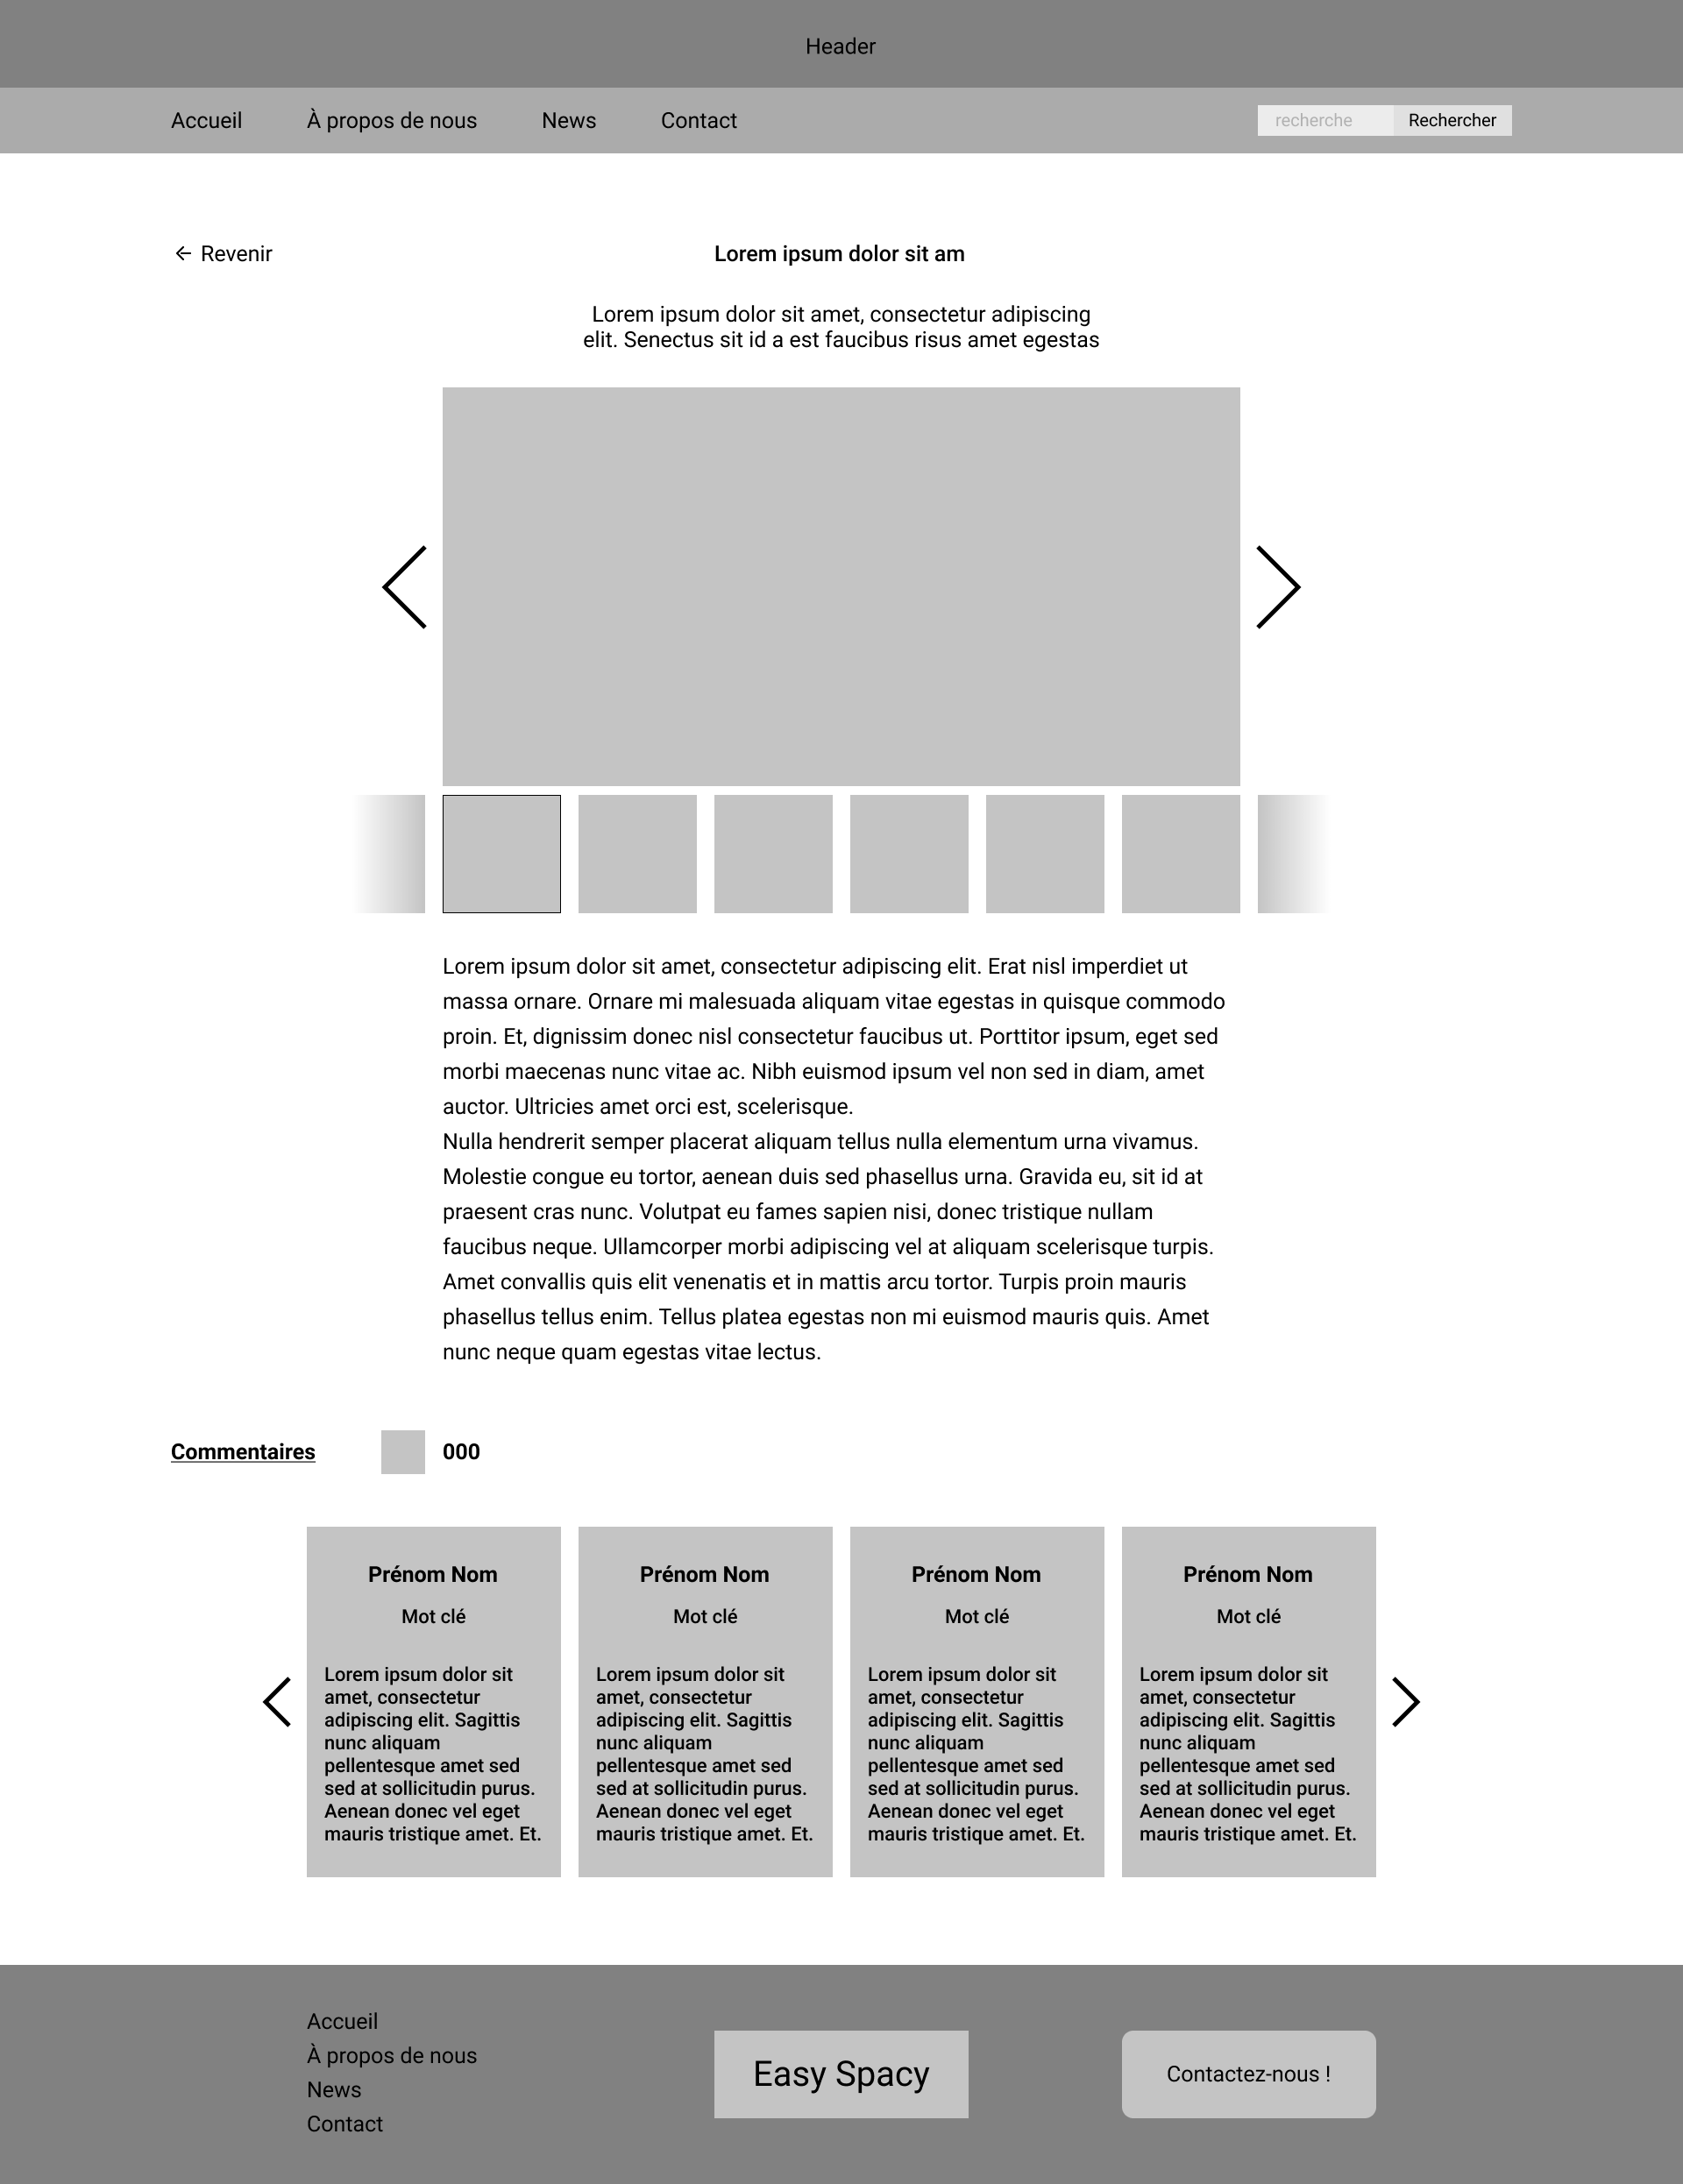 Header
Accueil À propos de nous News Contact recherche Rechercher
← Revenir
Lorem ipsum dolor sit am
Lorem ipsum dolor sit amet, consectetur adipiscing
elit. Senectus sit id a est faucibus risus amet egestas
Lorem ipsum dolor sit amet, consectetur adipiscing elit. Erat nisl imperdiet ut
massa ornare. Ornare mi malesuada aliquam vitae egestas in quisque commodo
proin. Et, dignissim donec nisl consectetur faucibus ut. Porttitor ipsum, eget sed
morbi maecenas nunc vitae ac. Nibh euismod ipsum vel non sed in diam, amet
auctor. Ultricies amet orci est, scelerisque.
Nulla hendrerit semper placerat aliquam tellus nulla elementum urna vivamus.
Molestie congue eu tortor, aenean duis sed phasellus urna. Gravida eu, sit id at
praesent cras nunc. Volutpat eu fames sapien nisi, donec tristique nullam
faucibus neque. Ullamcorper morbi adipiscing vel at aliquam scelerisque turpis.
Amet convallis quis elit venenatis et in mattis arcu tortor. Turpis proin mauris
phasellus tellus enim. Tellus platea egestas non mi euismod mauris quis. Amet
nunc neque quam egestas vitae lectus.
Commentaires 000
Prénom Nom
Mot clé
Lorem ipsum dolor sit
amet, consectetur
adipiscing elit. Sagittis
nunc aliquam
pellentesque amet sed
sed at sollicitudin purus.
Aenean donec vel eget
mauris tristique amet. Et.
Prénom Nom
Mot clé
Lorem ipsum dolor sit
amet, consectetur
adipiscing elit. Sagittis
nunc aliquam
pellentesque amet sed
sed at sollicitudin purus.
Aenean donec vel eget
mauris tristique amet. Et.
Prénom Nom
Mot clé
Lorem ipsum dolor sit
amet, consectetur
adipiscing elit. Sagittis
nunc aliquam
pellentesque amet sed
sed at sollicitudin purus.
Aenean donec vel eget
mauris tristique amet. Et.
Prénom Nom
Mot clé
Lorem ipsum dolor sit
amet, consectetur
adipiscing elit. Sagittis
nunc aliquam
pellentesque amet sed
sed at sollicitudin purus.
Aenean donec vel eget
mauris tristique amet. Et.
Accueil
À propos de nous
News
Contact
Easy Spacy
Contactez-nous !